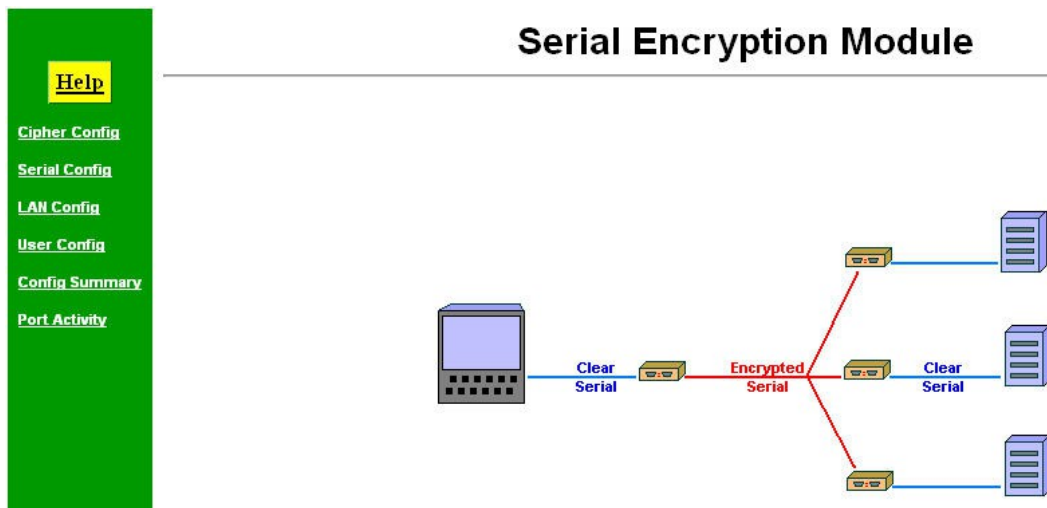 Serial Encryption Module
Help
Cipher Config
Serial Config
LAN Config
User Config
Config Summary
Port Activity
Clear
Serial
Encrypted
Serial
Clear
Serial